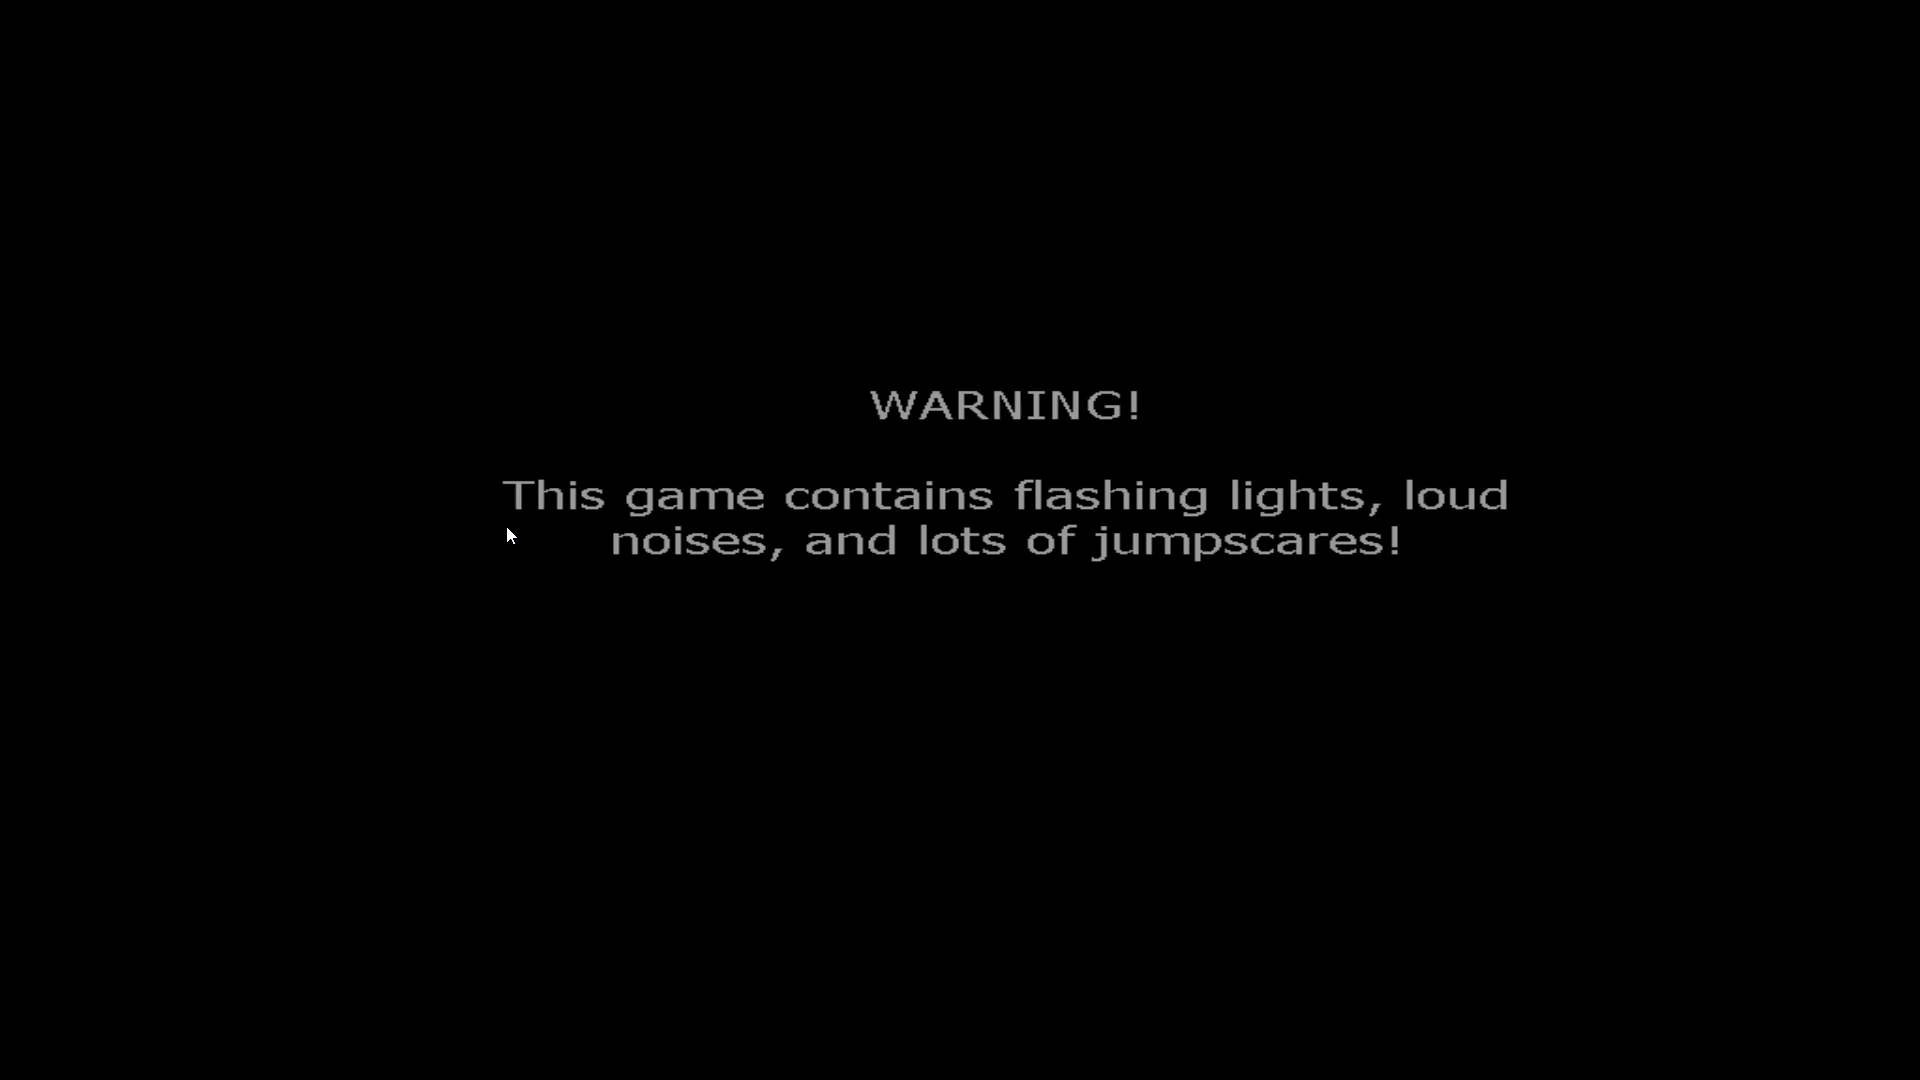 WARNING!
This game contains flashing lights, loud
noises, and lots of jumpscares!